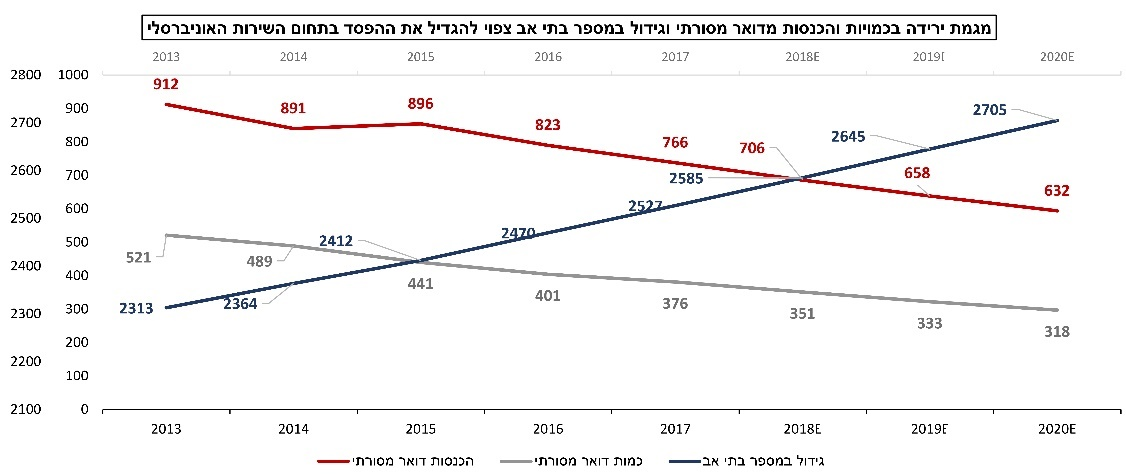 מגמת ירידה בכמויות והכנסות מדואר מסורתי וגידול במספר בתי אב צפוי להגדיל את ההפסד בתחום השירות האוניברסלי
2013 2014 2015 2016 2017 2018E 2019E 2020E
2800 1000
900
2700
800
2600
700
600
2500
500
2400
400
2300
300
200
2200
100
2100 0
912 891 896 823 766 706 658 632
2313 2364 2412 2470 2527 2585 2645 2705
521 489 441 401 376 351 333 318
2013 2014 2015 2016 2017 2018E 2019E 2020E
הכנסות דואר מסורתי
כמות דואר מסורתי
גידול במספר בתי אב